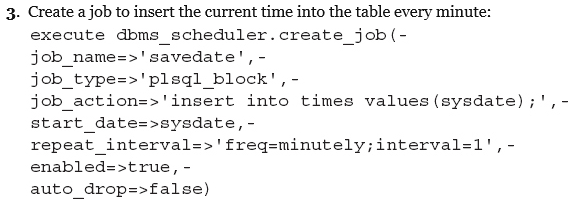 3. Create a job to insert the current time into the table every minute:
execute dbms_scheduler.create_job(-
job_name=>'savedate',-
job_type=>'plsql_block',-
job_action=>'insert into times values(sysdate);',-
start_date=>sysdate,-
repeat_interval=>'freq=minutely;interval=1',-
enabled=>true,-
auto_drop=>false)